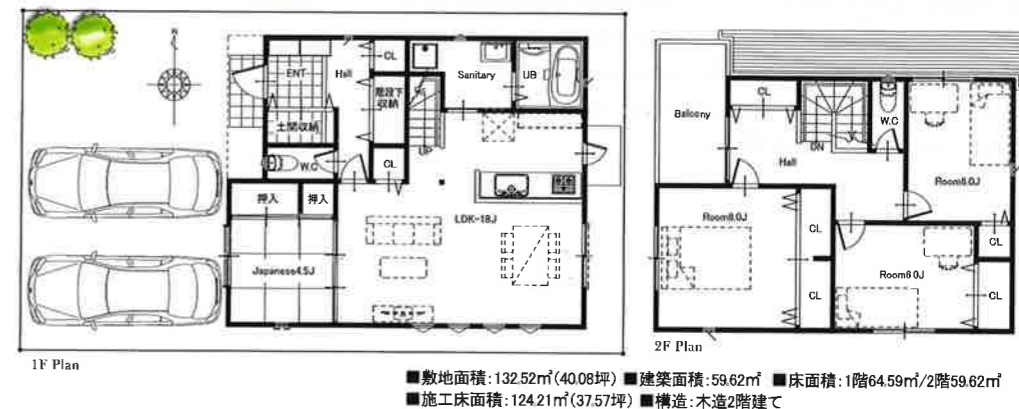 N
CL
ENT
Hall
Sanitary
UB
階段下
収納
土間収納
UP
W.C
CL
押入
押入
LDK-18J
Japanese4.5J
1F Plan
CL
Balcony
W.C
DN
Hall
Room6.0J
Room8.0J
CL
CL
Room6.0J
CL
CL
2F Plan
■敷地面積:132.52㎡(40.08坪) ■建築面積:59.62㎡ ■床面積:1階64.59㎡/2階59.62㎡
■施工床面積:124.21㎡(37.57坪) ■構造:木造2階建て